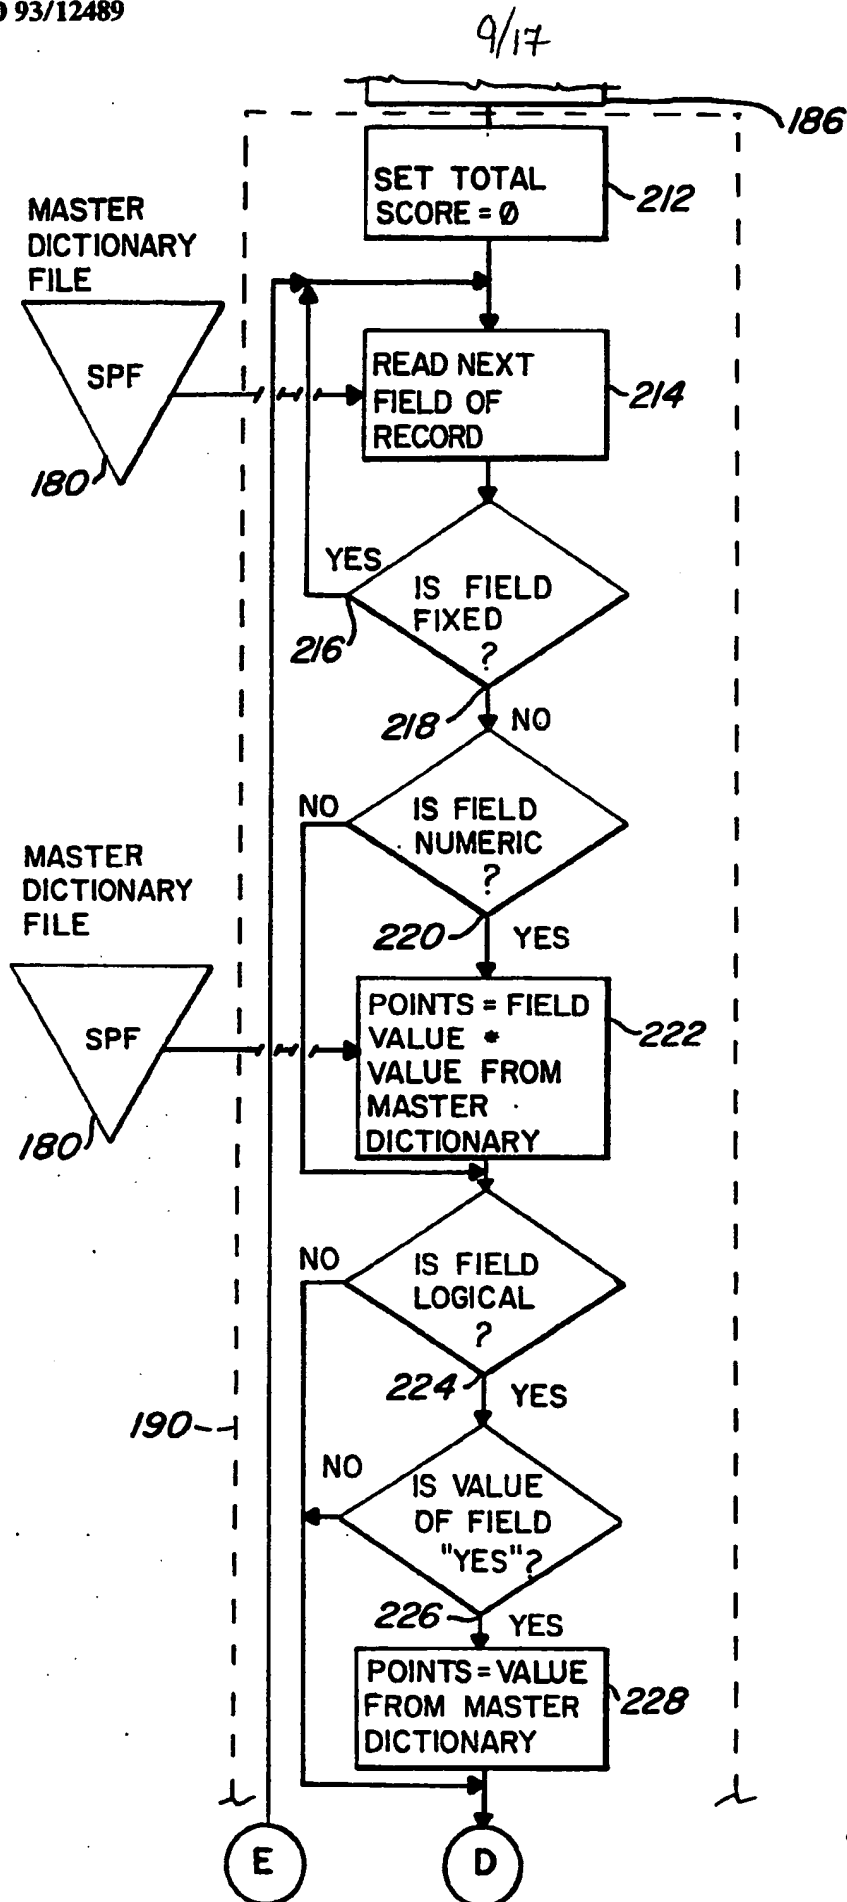 93/12489
9/17
186
SET TOTAL
SCORE = Ø
212
MASTER
DICTIONARY
FILE
SPF
180
READ NEXT
FIELD OF
RECORD
214
YES
IS FIELD
FIXED
?
216
218
NO
NO
IS FIELD
NUMERIC
?
220
YES
MASTER
DICTIONARY
FILE
SPF
180
POINTS = FIELD
VALUE *
VALUE FROM
MASTER
DICTIONARY
222
NO
IS FIELD
LOGICAL
?
224
YES
190
NO
IS VALUE
OF FIELD
"YES"?
226
YES
POINTS = VALUE
FROM MASTER
DICTIONARY
228
E
D